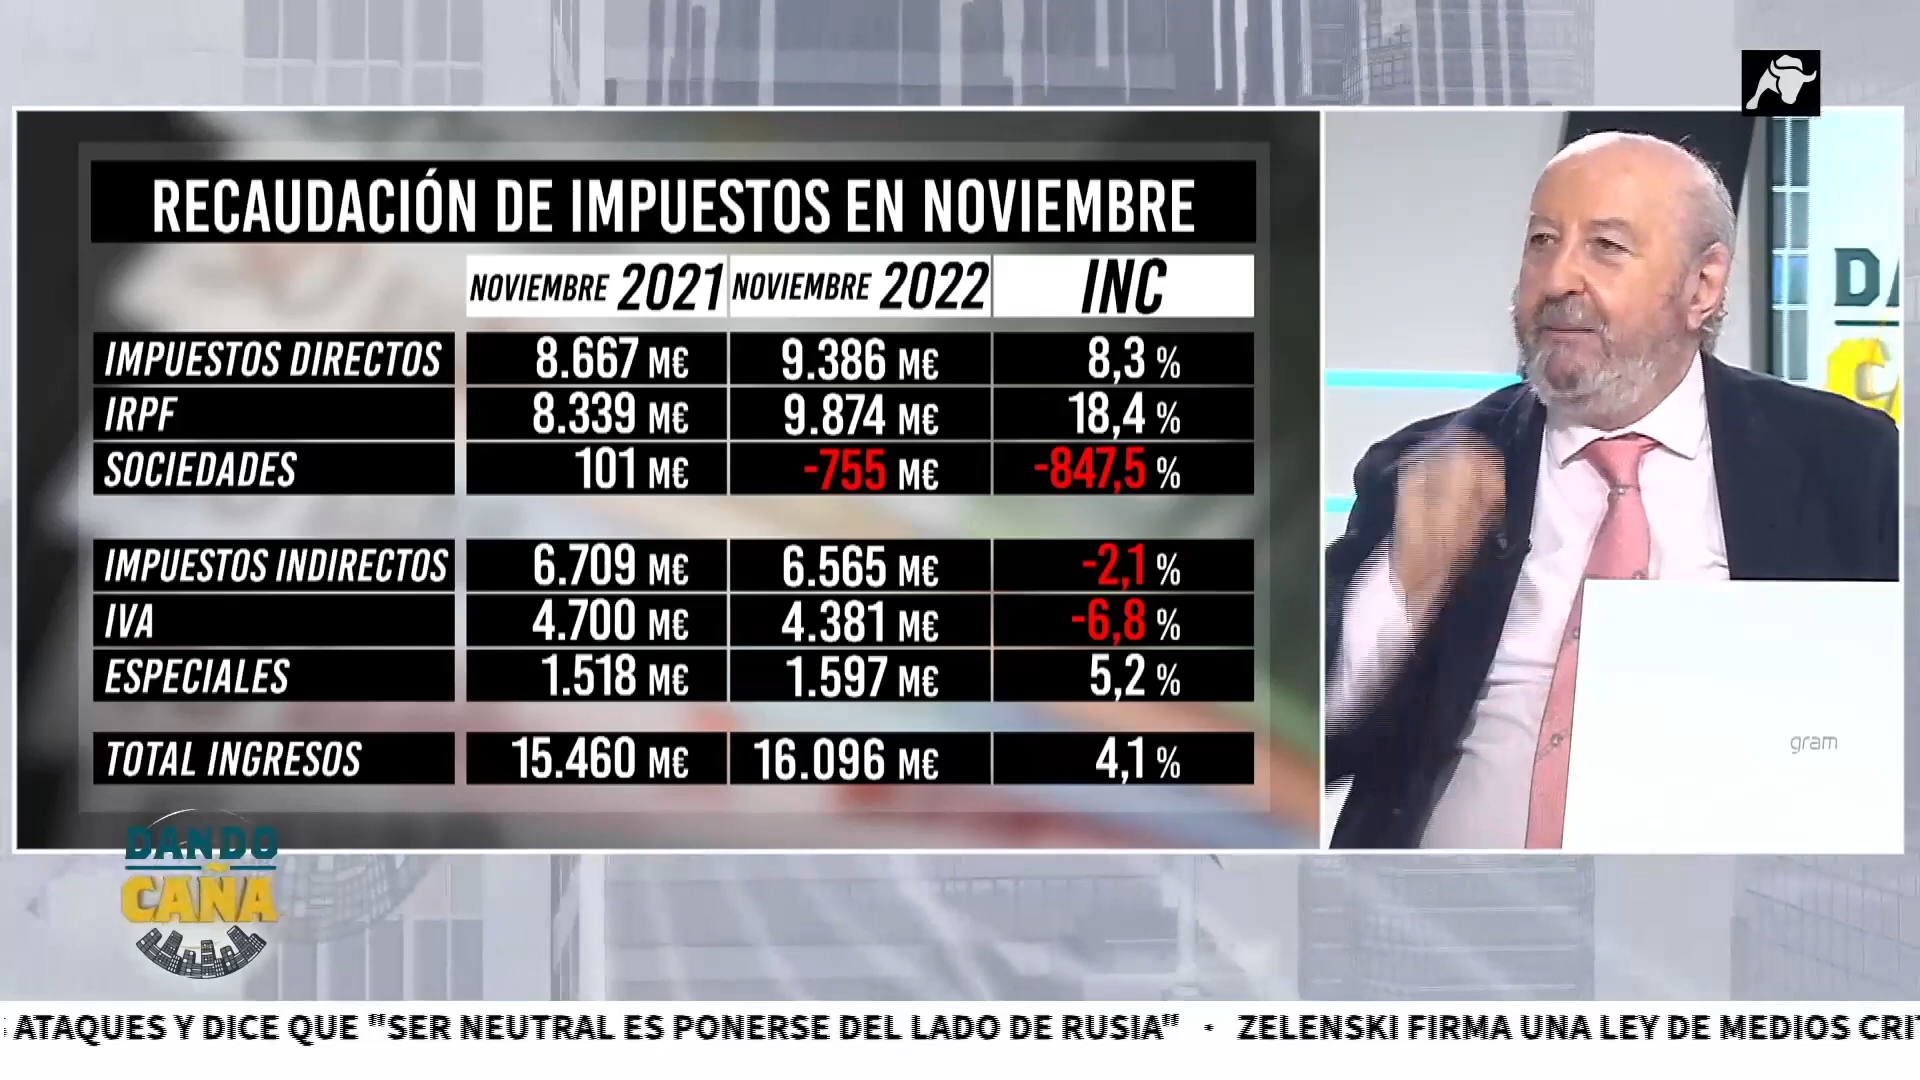 RECAUDACIÓN DE IMPUESTOS EN NOVIEMBRE
NOVIEMBRE 2021 NOVIEMBRE 2022 INC
IMPUESTOS DIRECTOS 8.667 M€ 9.386 M€ 8,3 %
IRPF 8.339 M€ 9.874 M€ 18,4 %
SOCIEDADES 101 M€ -755 M€ -847,5 %
IMPUESTOS INDIRECTOS 6.709 M€ 6.565 M€ -2,1 %
IVA 4.700 M€ 4.381 M€ -6,8 %
ESPECIALES 1.518 M€ 1.597 M€ 5,2 %
TOTAL INGRESOS 15.460 M€ 16.096 M€ 4,1 %
DA
gram
DANDO
CAÑA
ATAQUES Y DICE QUE "SER NEUTRAL ES PONERSE DEL LADO DE RUSIA" · ZELENSKI FIRMA UNA LEY DE MEDIOS CRIT